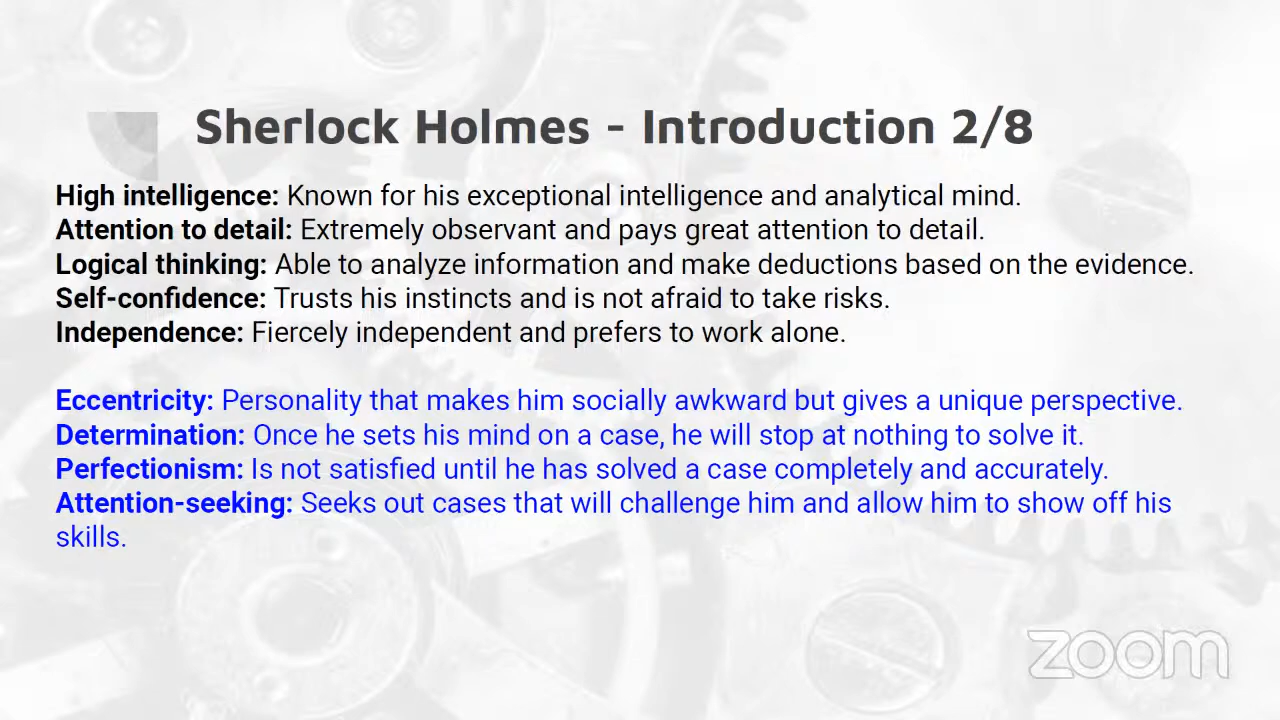 Sherlock Holmes - Introduction 2/8
High intelligence: Known for his exceptional intelligence and analytical mind.
Attention to detail: Extremely observant and pays great attention to detail.
Logical thinking: Able to analyze information and make deductions based on the evidence.
Self-confidence: Trusts his instincts and is not afraid to take risks.
Independence: Fiercely independent and prefers to work alone.
Eccentricity: Personality that makes him socially awkward but gives a unique perspective.
Determination: Once he sets his mind on a case, he will stop at nothing to solve it.
Perfectionism: Is not satisfied until he has solved a case completely and accurately.
Attention-seeking: Seeks out cases that will challenge him and allow him to show off his
skills.
zoom